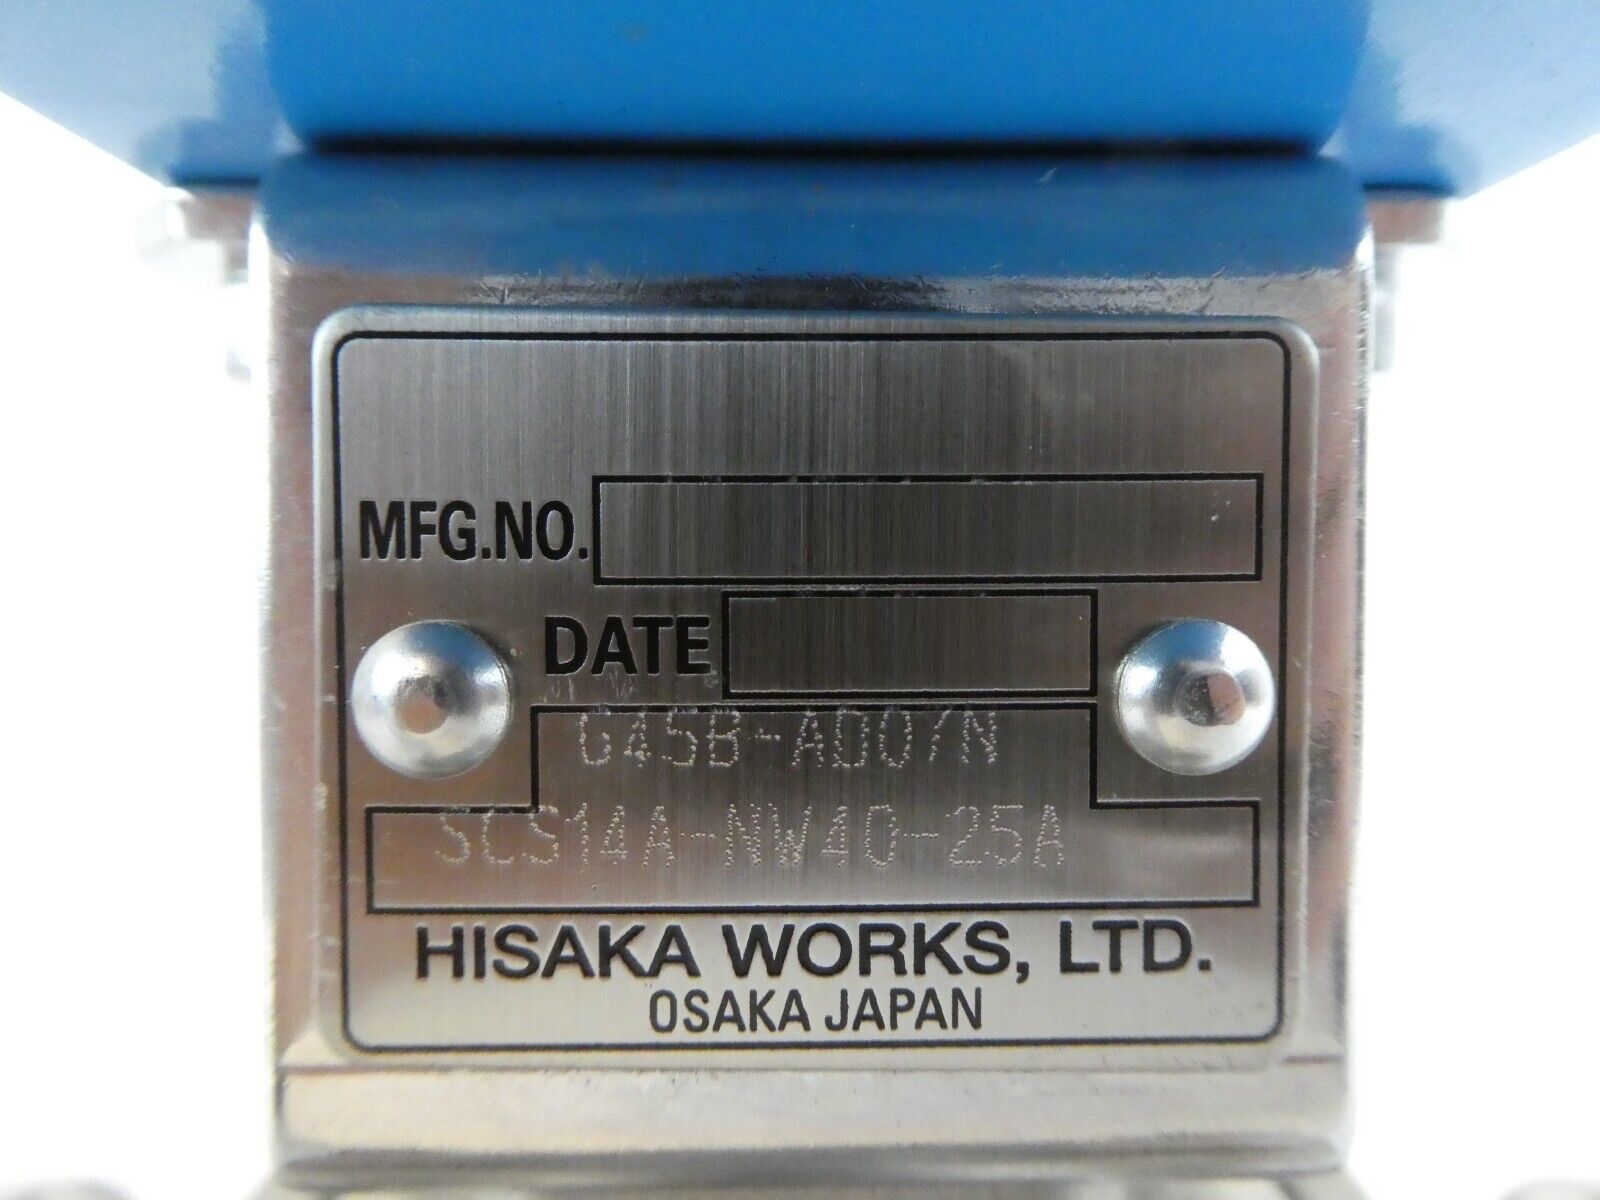 MFG.NO.
DATE
G45B-AD07N
SCS14A-NW40-25A
HISAKA WORKS, LTD.
OSAKA JAPAN